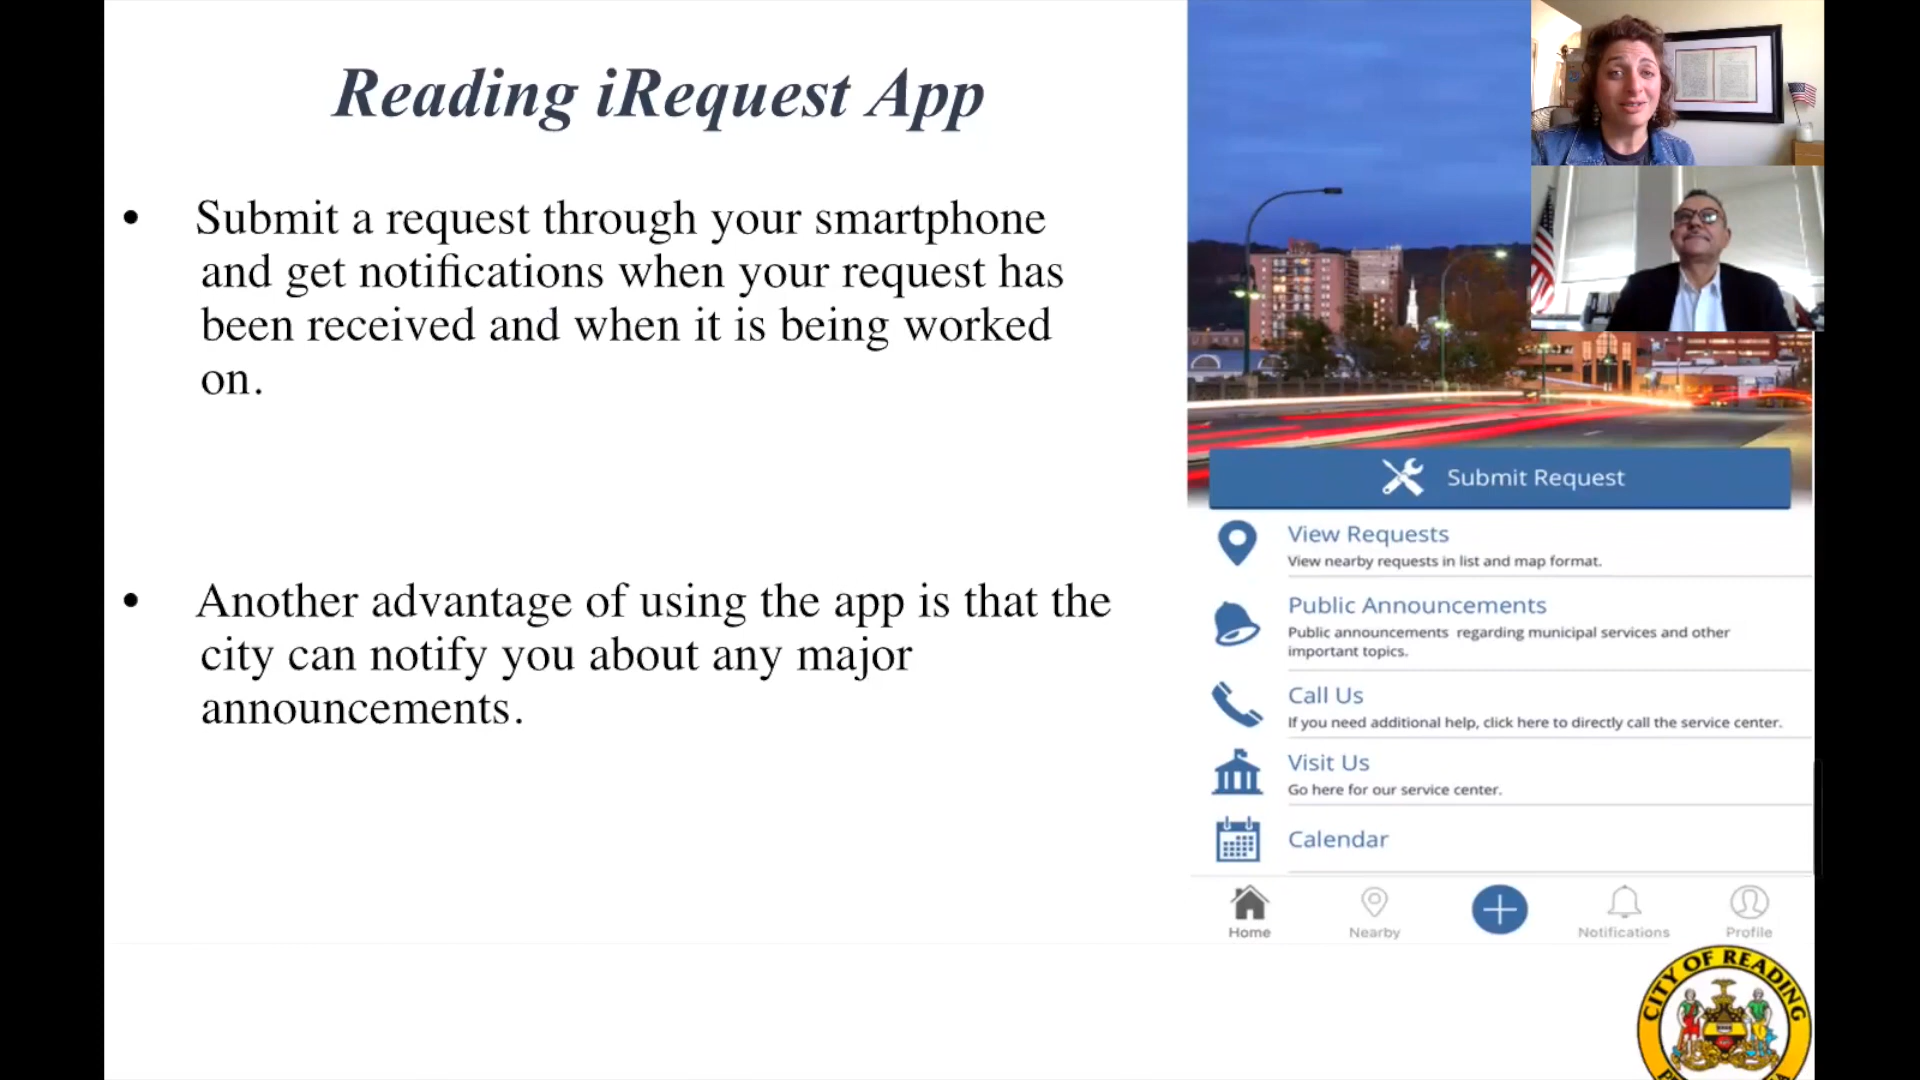 Reading iRequest App
• Submit a request through your smartphone
and get notifications when your request has
been received and when it is being worked
on.
• Another advantage of using the app is that the
city can notify you about any major
announcements.
Submit Request
View Requests
View nearby requests in list and map format.
Public Announcements
Public announcements regarding municipal services and other
important topics.
Call Us
If you need additional help, click here to directly call the service center.
Visit Us
Go here for our service center.
Calendar
Home
Nearby
Notifications
Profile
CITY OF READING